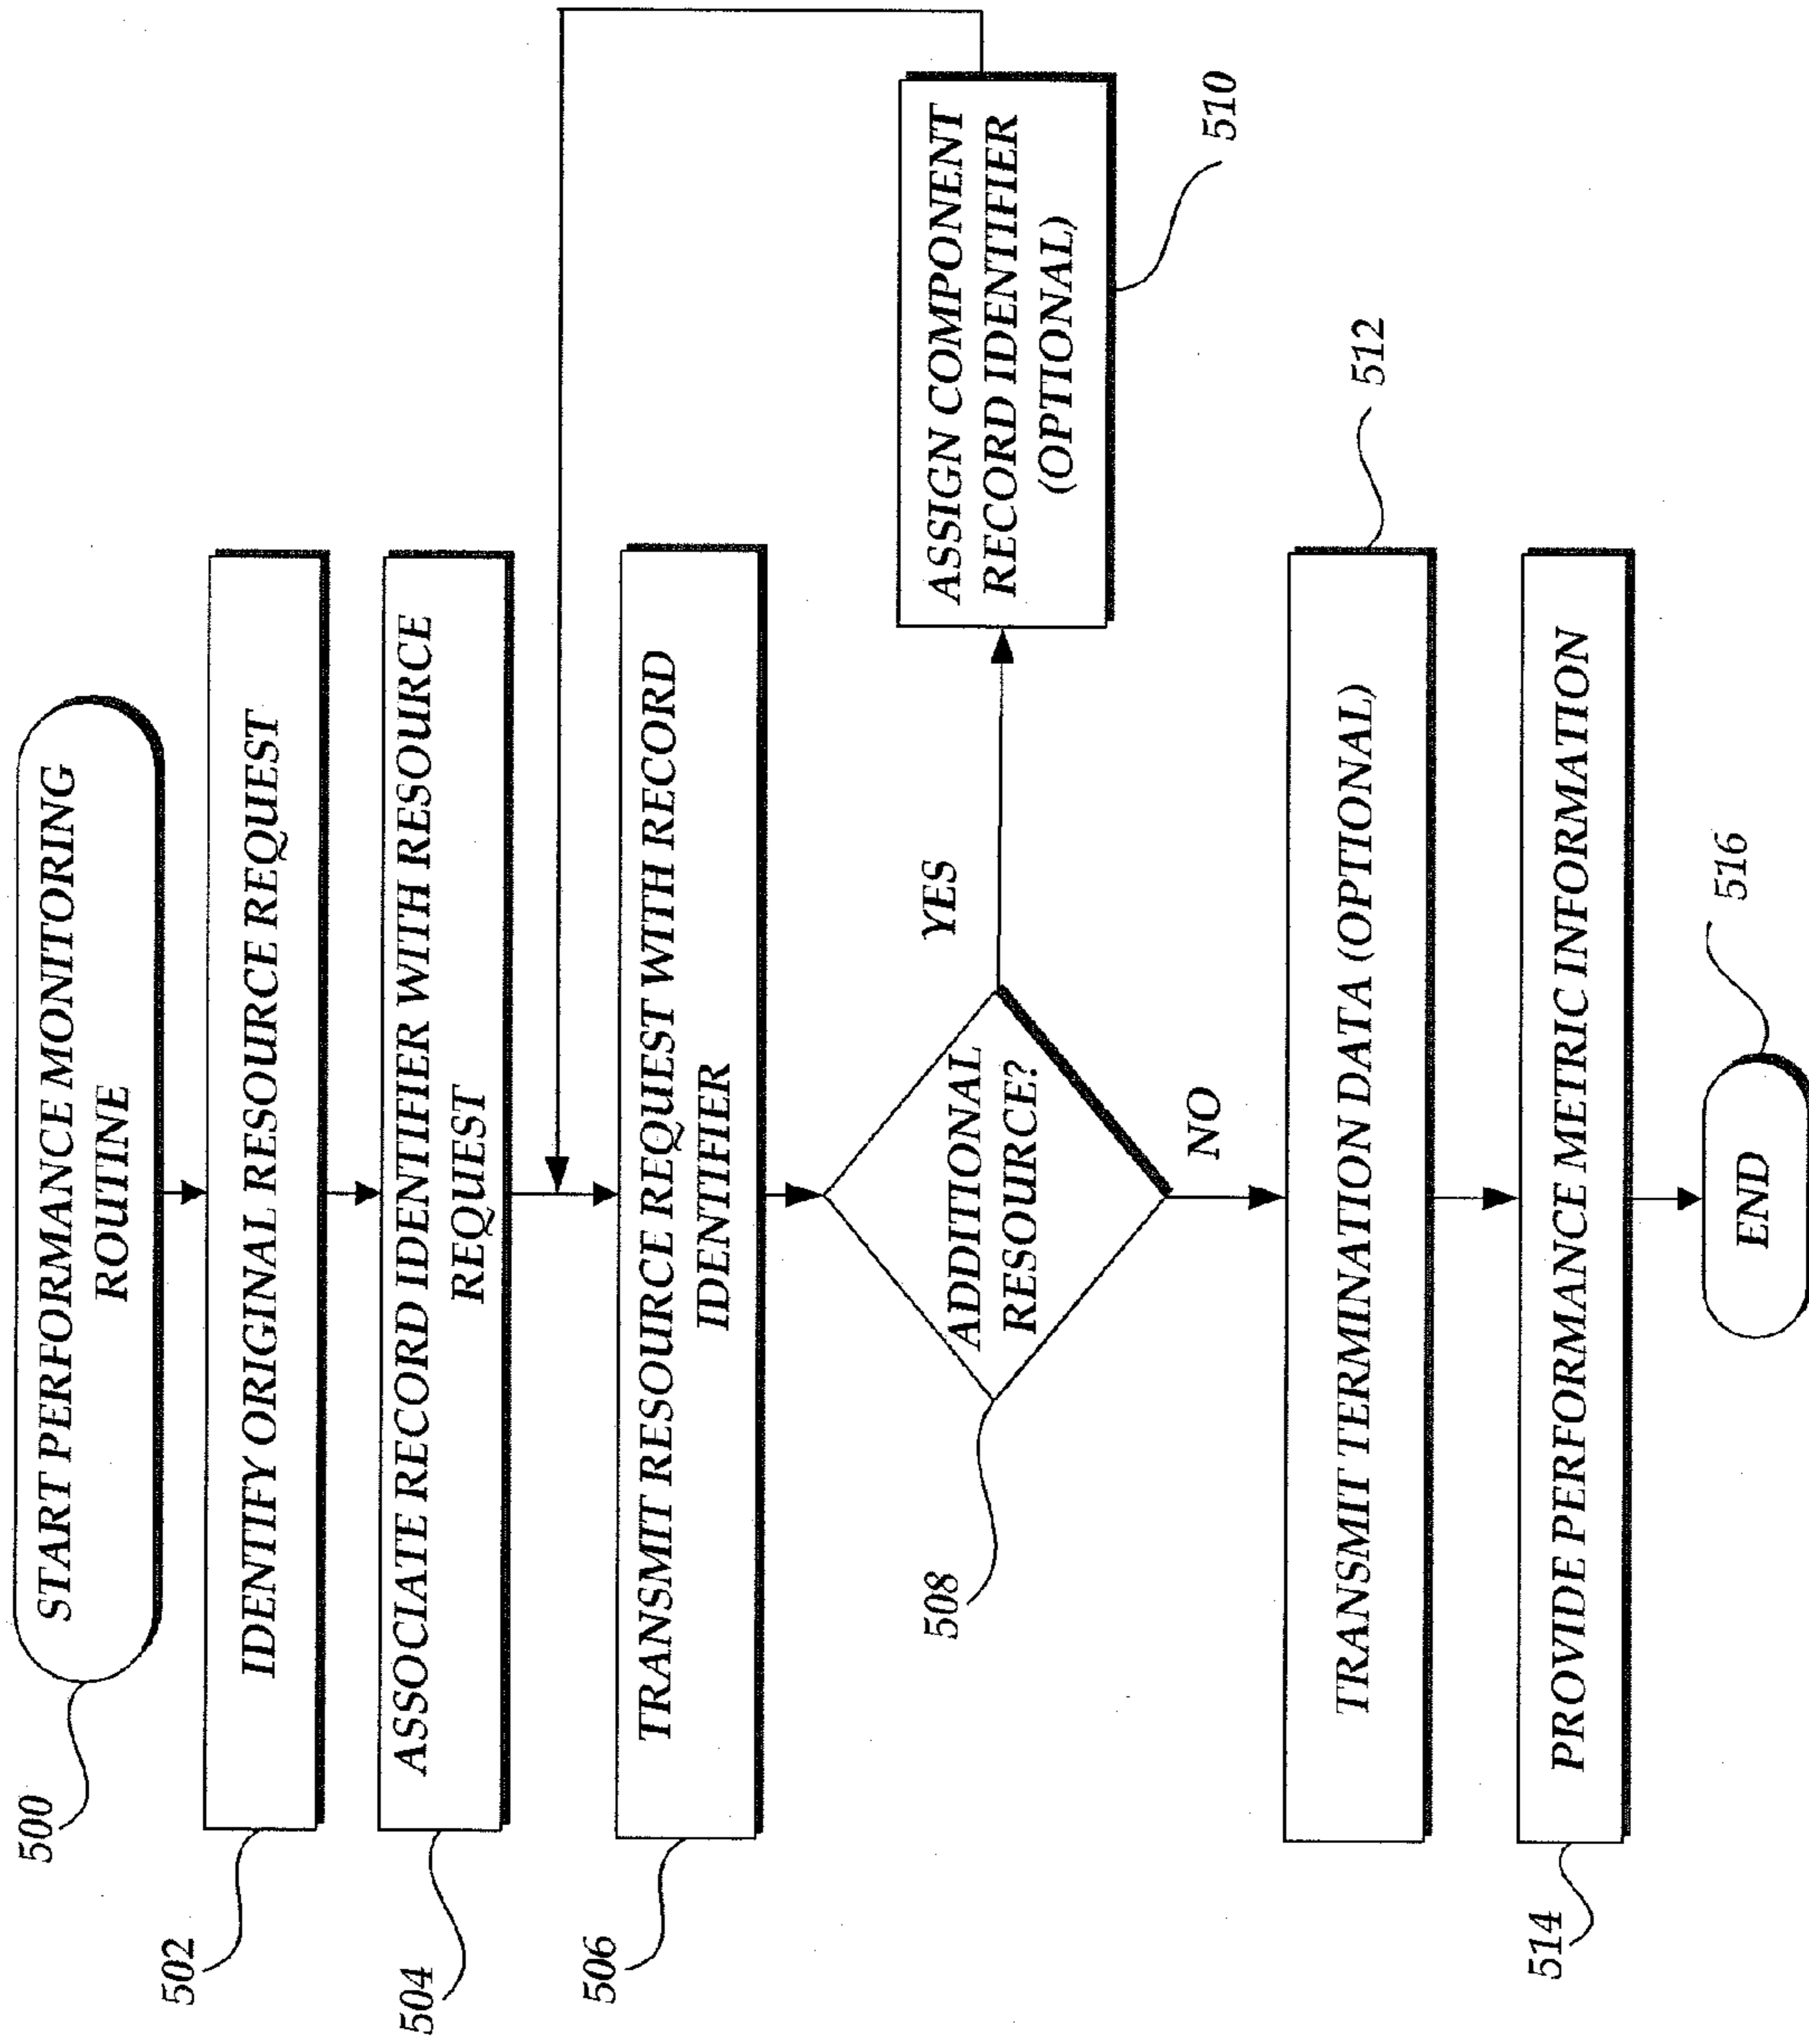 500
START PERFORMANCE MONITORING
ROUTINE
502
IDENTIFY ORIGINAL RESOURCE REQUEST
504
ASSOCIATE RECORD IDENTIFIER WITH RESOURCE
REQUEST
506
TRANSMIT RESOURCE REQUEST WITH RECORD
IDENTIFIER
508
ADDITIONAL
RESOURCE?
YES
ASSIGN COMPONENT
RECORD IDENTIFIER
(OPTIONAL)
510
NO
512
TRANSMIT TERMINATION DATA (OPTIONAL)
514
PROVIDE PERFORMANCE METRIC INFORMATION
516
END